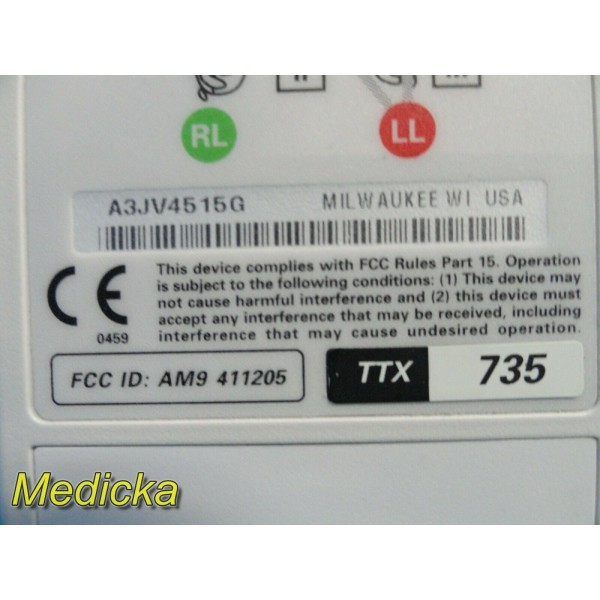 RL LL
A3JV4515G MILWAUKEE WI USA
This device complies with FCC Rules Part 15. Operation
is subject to the following conditions: (1) This device may
not cause harmful interference and (2) this device must
accept any interference that may be received, including
interference that may cause undesired operation.
CE
0459
FCC ID: AM9 411205
TTX 735
Medicka